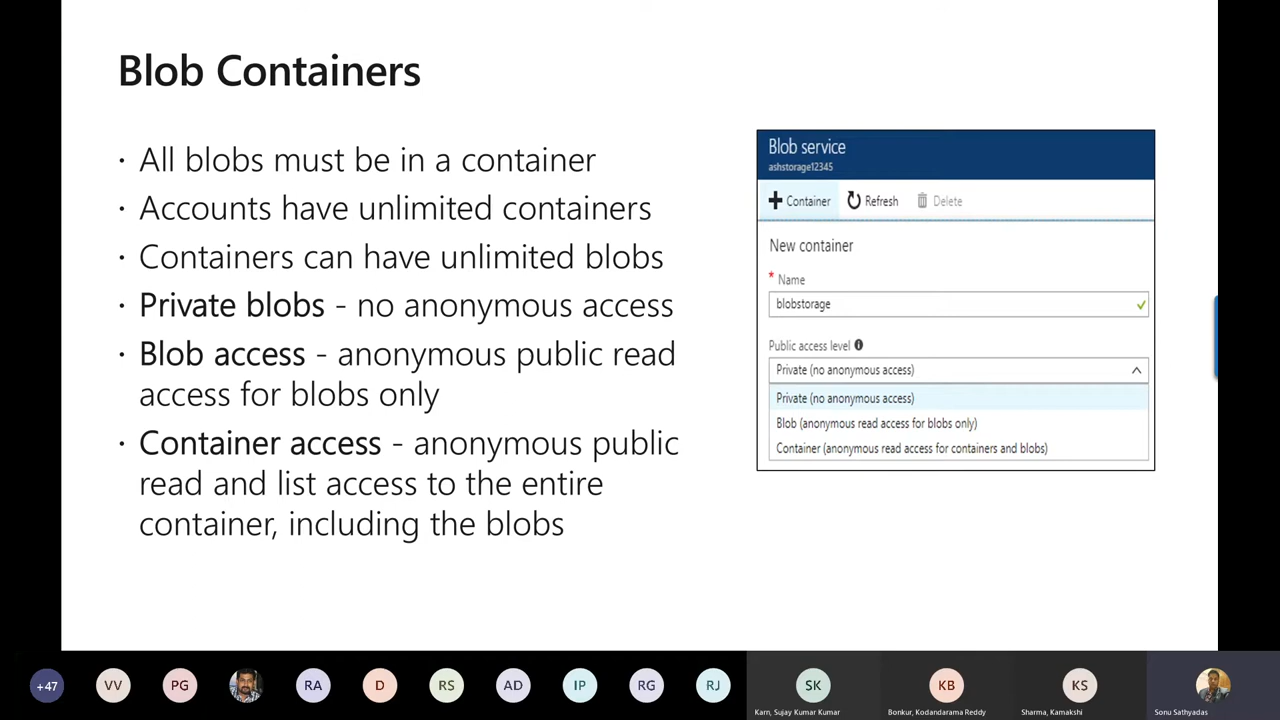 Blob Containers
· All blobs must be in a container
· Accounts have unlimited containers
· Containers can have unlimited blobs
· Private blobs - no anonymous access
· Blob access - anonymous public read
access for blobs only
· Container access - anonymous public
read and list access to the entire
container, including the blobs
Blob service
ashstorage12345
Container Refresh Delete
New container
* Name
blobstorage
Public access level
Private (no anonymous access)
Private (no anonymous access)
Blob (anonymous read access for blobs only)
Container (anonymous read access for containers and blobs)
+47 VV PG RA D RS AD IP RG RJ SK KB KS
Karn, Sujay Kumar Kumar Bonkur, Kodandarama Reddy Sharma, Kamakshi Sonu Sathyadas